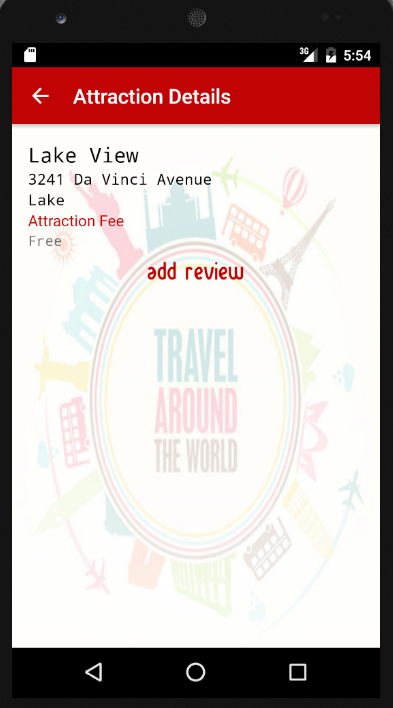 3G 5:54
Attraction Details
Lake View
3241 Da Vinci Avenue
Lake
Attraction Fee
Free
add review
TRAVEL
AROUND
THE WORLD